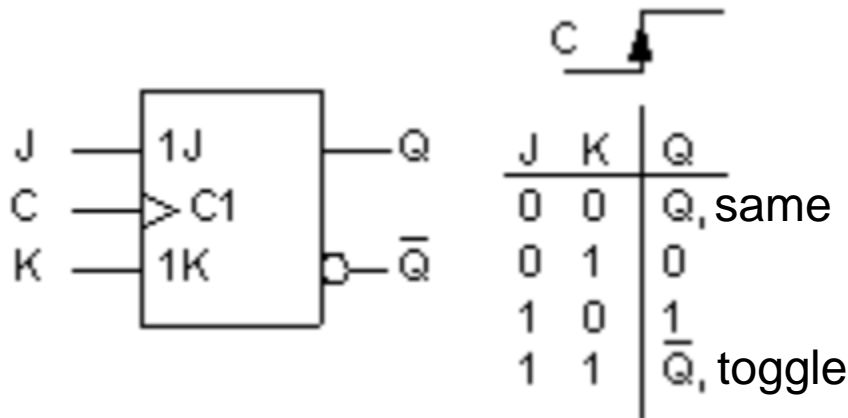 C
J 1J Q
C C1
K 1K Q̅
J K Q
0 0 Q, same
0 1 0
1 0 1
1 1 Q̅, toggle